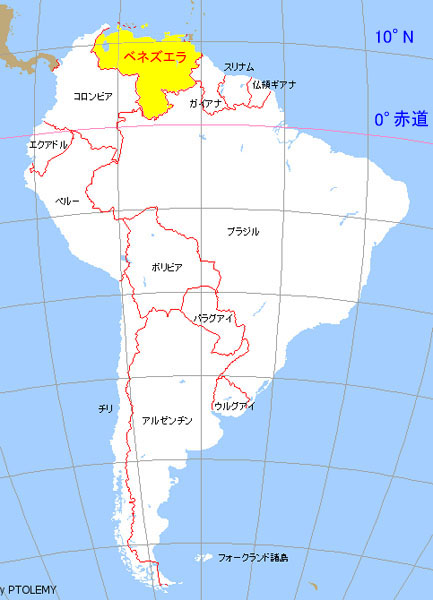 10°N
ベネズエラ
スリナム
仏領ギアナ
コロンビア
ガイアナ
0°赤道
エクアドル
ペルー
ブラジル
ボリビア
パラグアイ
チリ
アルゼンチン
ウルグアイ
フォークランド諸島
y PTOLEMY